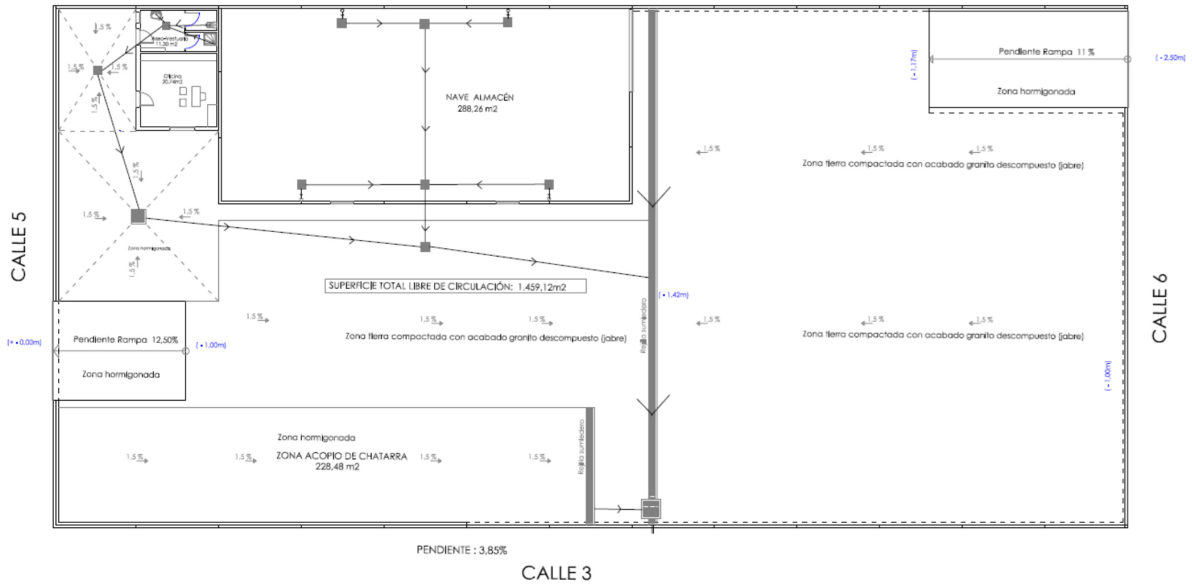 1,5 %
Aseo-Vestuario
11,30 m2
1,5 %
1,5 %
1,5 %
Oficina
NAVE ALMACÉN
288,26 m2
Pendiente Rampa 11 %
Zona hormigonada
( - 1,17m)
( - 2,50m)
1,5 %
1,5 %
1,5 %
Zona tierra compactada con acabado granito descompuesto (jabre)
1,5 %
1,5 %
1,5 %
Zona hormigonada
1,5 %
CALLE 5
SUPERFICIE TOTAL LIBRE DE CIRCULACIÓN: 1.459,12m2
( - 1,42m)
Rejilla sumidero
1,5 %
1,5 %
1,5 %
Zona tierra compactada con acabado granito descompuesto (jabre)
1,5 %
1,5 %
1,5 %
Zona tierra compactada con acabado granito descompuesto (jabre)
CALLE 6
( - 1,00m)
(+ - 0.00m)
Pendiente Rampa 12,50%
( - 1,00m)
Zona hormigonada
Zona hormigonada
ZONA ACOPIO DE CHATARRA
228,48 m2
1,5 %
1,5 %
1,5 %
1,5 %
Rejilla sumidero
PENDIENTE : 3,85%
CALLE 3